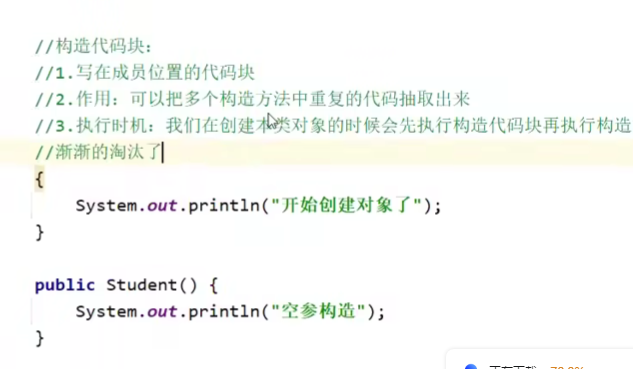 //构造代码块：
//1.写在成员位置的代码块
//2.作用：可以把多个构造方法中重复的代码抽取出来
//3.执行时机：我们在创建本类对象的时候会先执行构造代码块再执行构造
//渐渐的淘汰了
{
System.out.println("开始创建对象了");
}
public Student() {
System.out.println("空参构造");
}